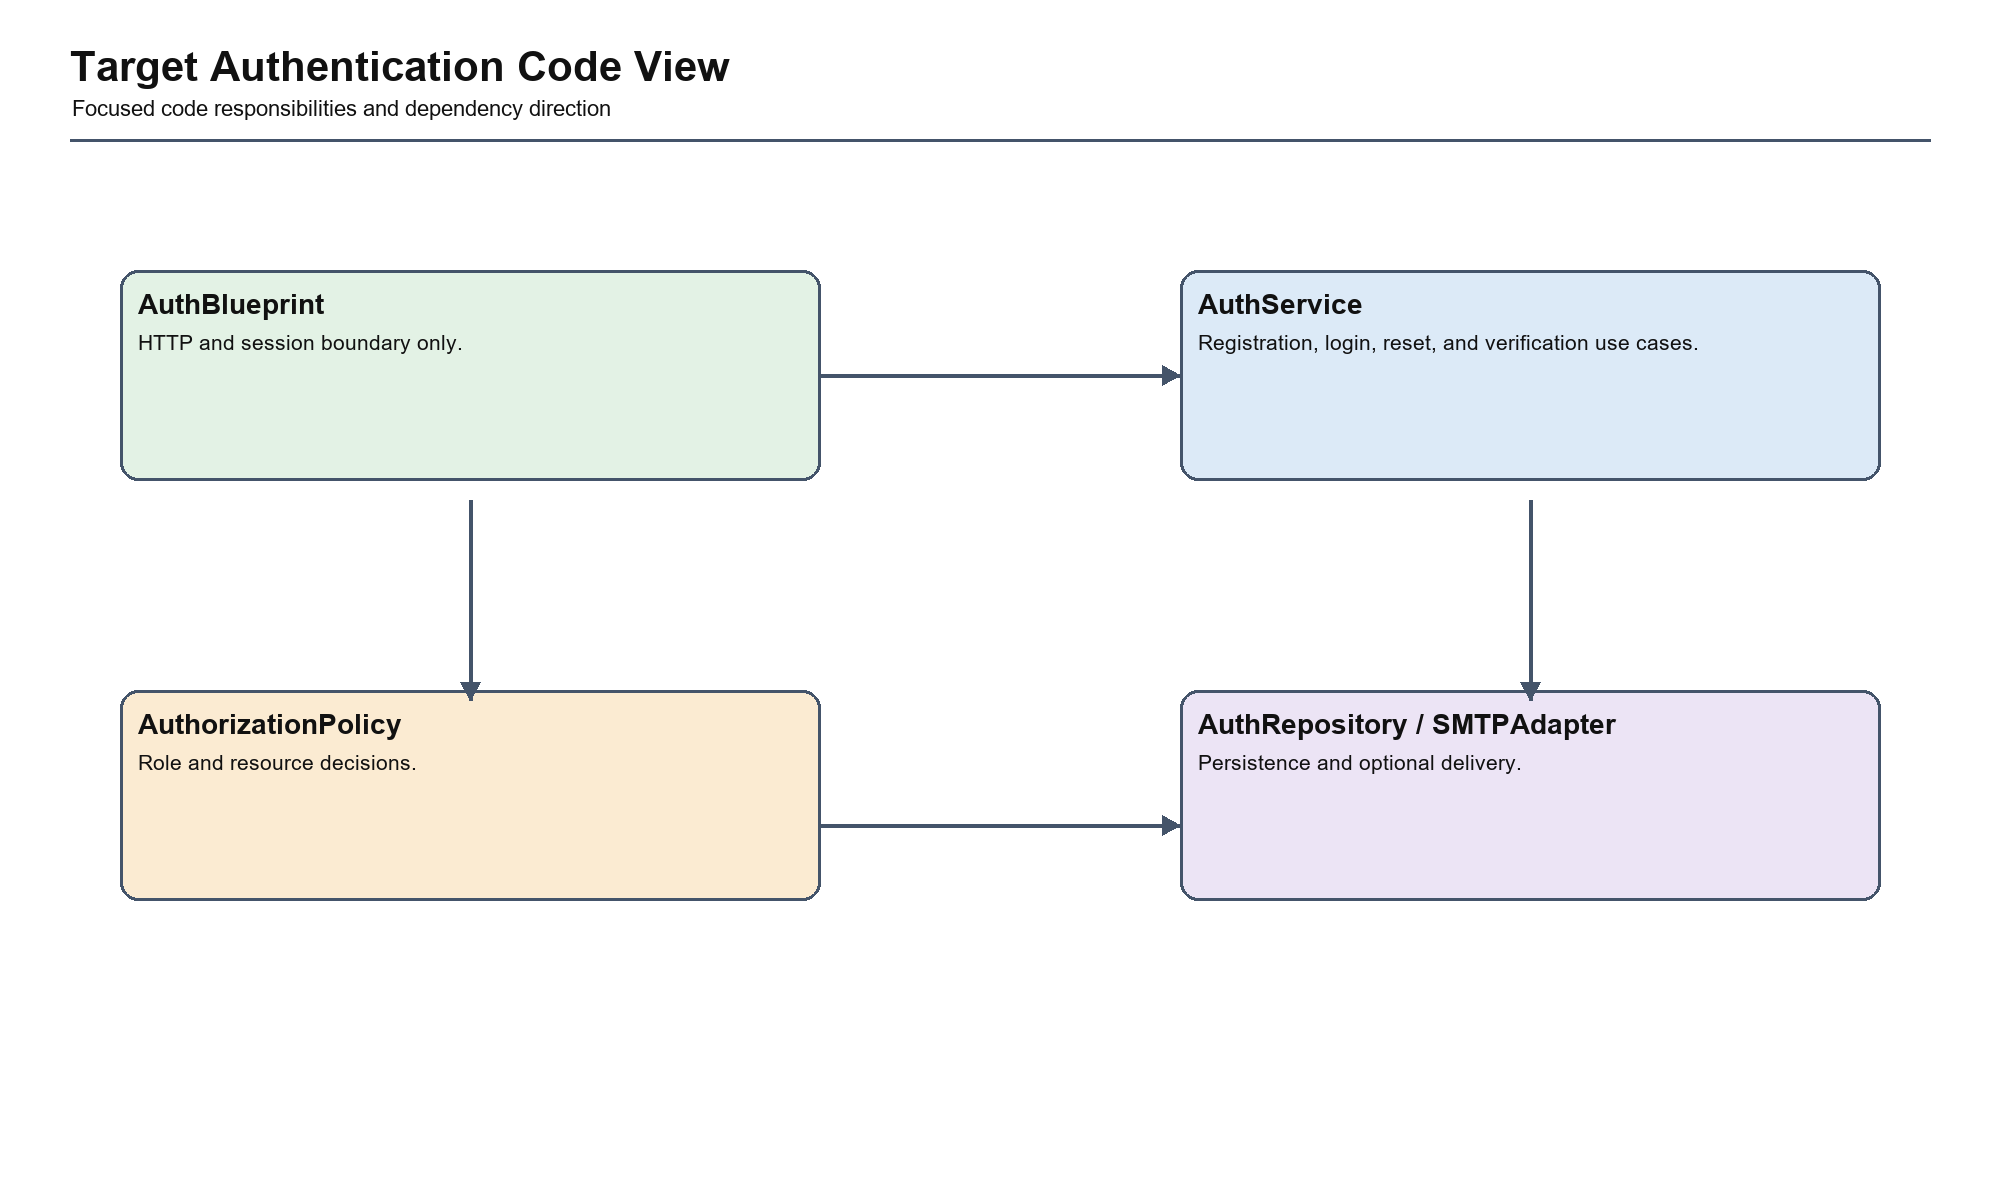 Target Authentication Code View
Focused code responsibilities and dependency direction
AuthBlueprint
HTTP and session boundary only.
AuthService
Registration, login, reset, and verification use cases.
AuthorizationPolicy
Role and resource decisions.
AuthRepository / SMTPAdapter
Persistence and optional delivery.